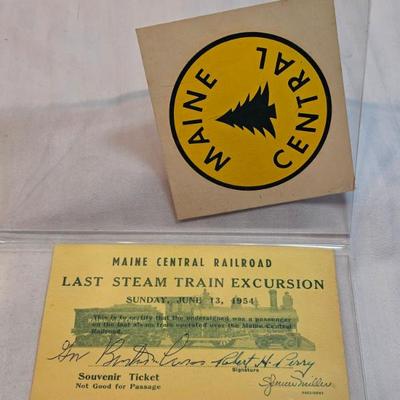 MAINE
CENTRAL
MAINE CENTRAL RAILROAD
LAST STEAM TRAIN EXCURSION
SUNDAY, JUNE 13, 1954
This is to certify that the undersigned was a passenger
on the last steam train operated over the Maine Central
Railroad.
Robert H. Perry
Signature
Souvenir Ticket
Not Good for Passage
Spencer Miller
PRESIDENT